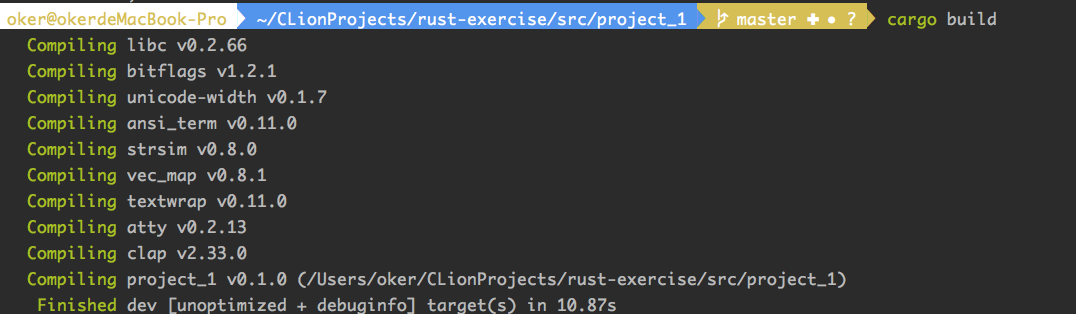 oker@okerdeMacBook-Pro ~/CLionProjects/rust-exercise/src/project_1 master ✚ ● ? cargo build
Compiling libc v0.2.66
Compiling bitflags v1.2.1
Compiling unicode-width v0.1.7
Compiling ansi_term v0.11.0
Compiling strsim v0.8.0
Compiling vec_map v0.8.1
Compiling textwrap v0.11.0
Compiling atty v0.2.13
Compiling clap v2.33.0
Compiling project_1 v0.1.0 (/Users/oker/CLionProjects/rust-exercise/src/project_1)
Finished dev [unoptimized + debuginfo] target(s) in 10.87s